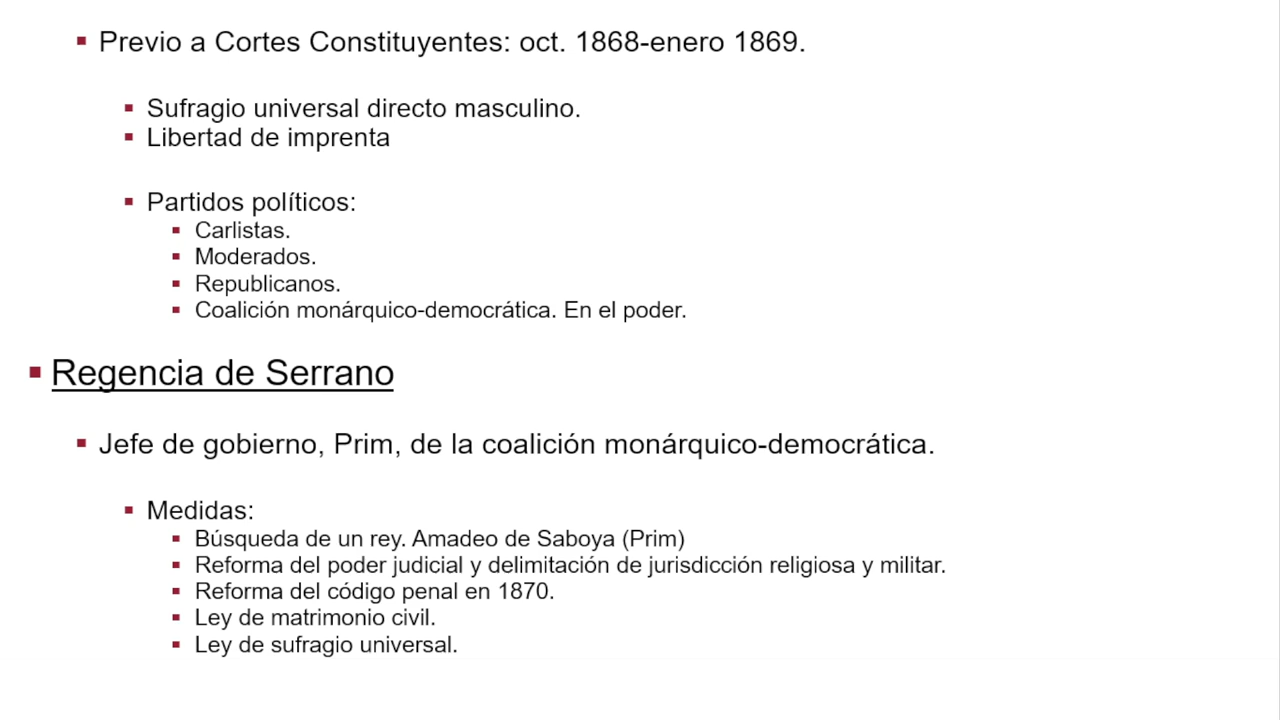 Previo a Cortes Constituyentes: oct. 1868-enero 1869.
Sufragio universal directo masculino.
Libertad de imprenta
Partidos políticos:
Carlistas.
Moderados.
Republicanos.
Coalición monárquico-democrática. En el poder.
Regencia de Serrano
Jefe de gobierno, Prim, de la coalición monárquico-democrática.
Medidas:
Búsqueda de un rey. Amadeo de Saboya (Prim)
Reforma del poder judicial y delimitación de jurisdicción religiosa y militar.
Reforma del código penal en 1870.
Ley de matrimonio civil.
Ley de sufragio universal.